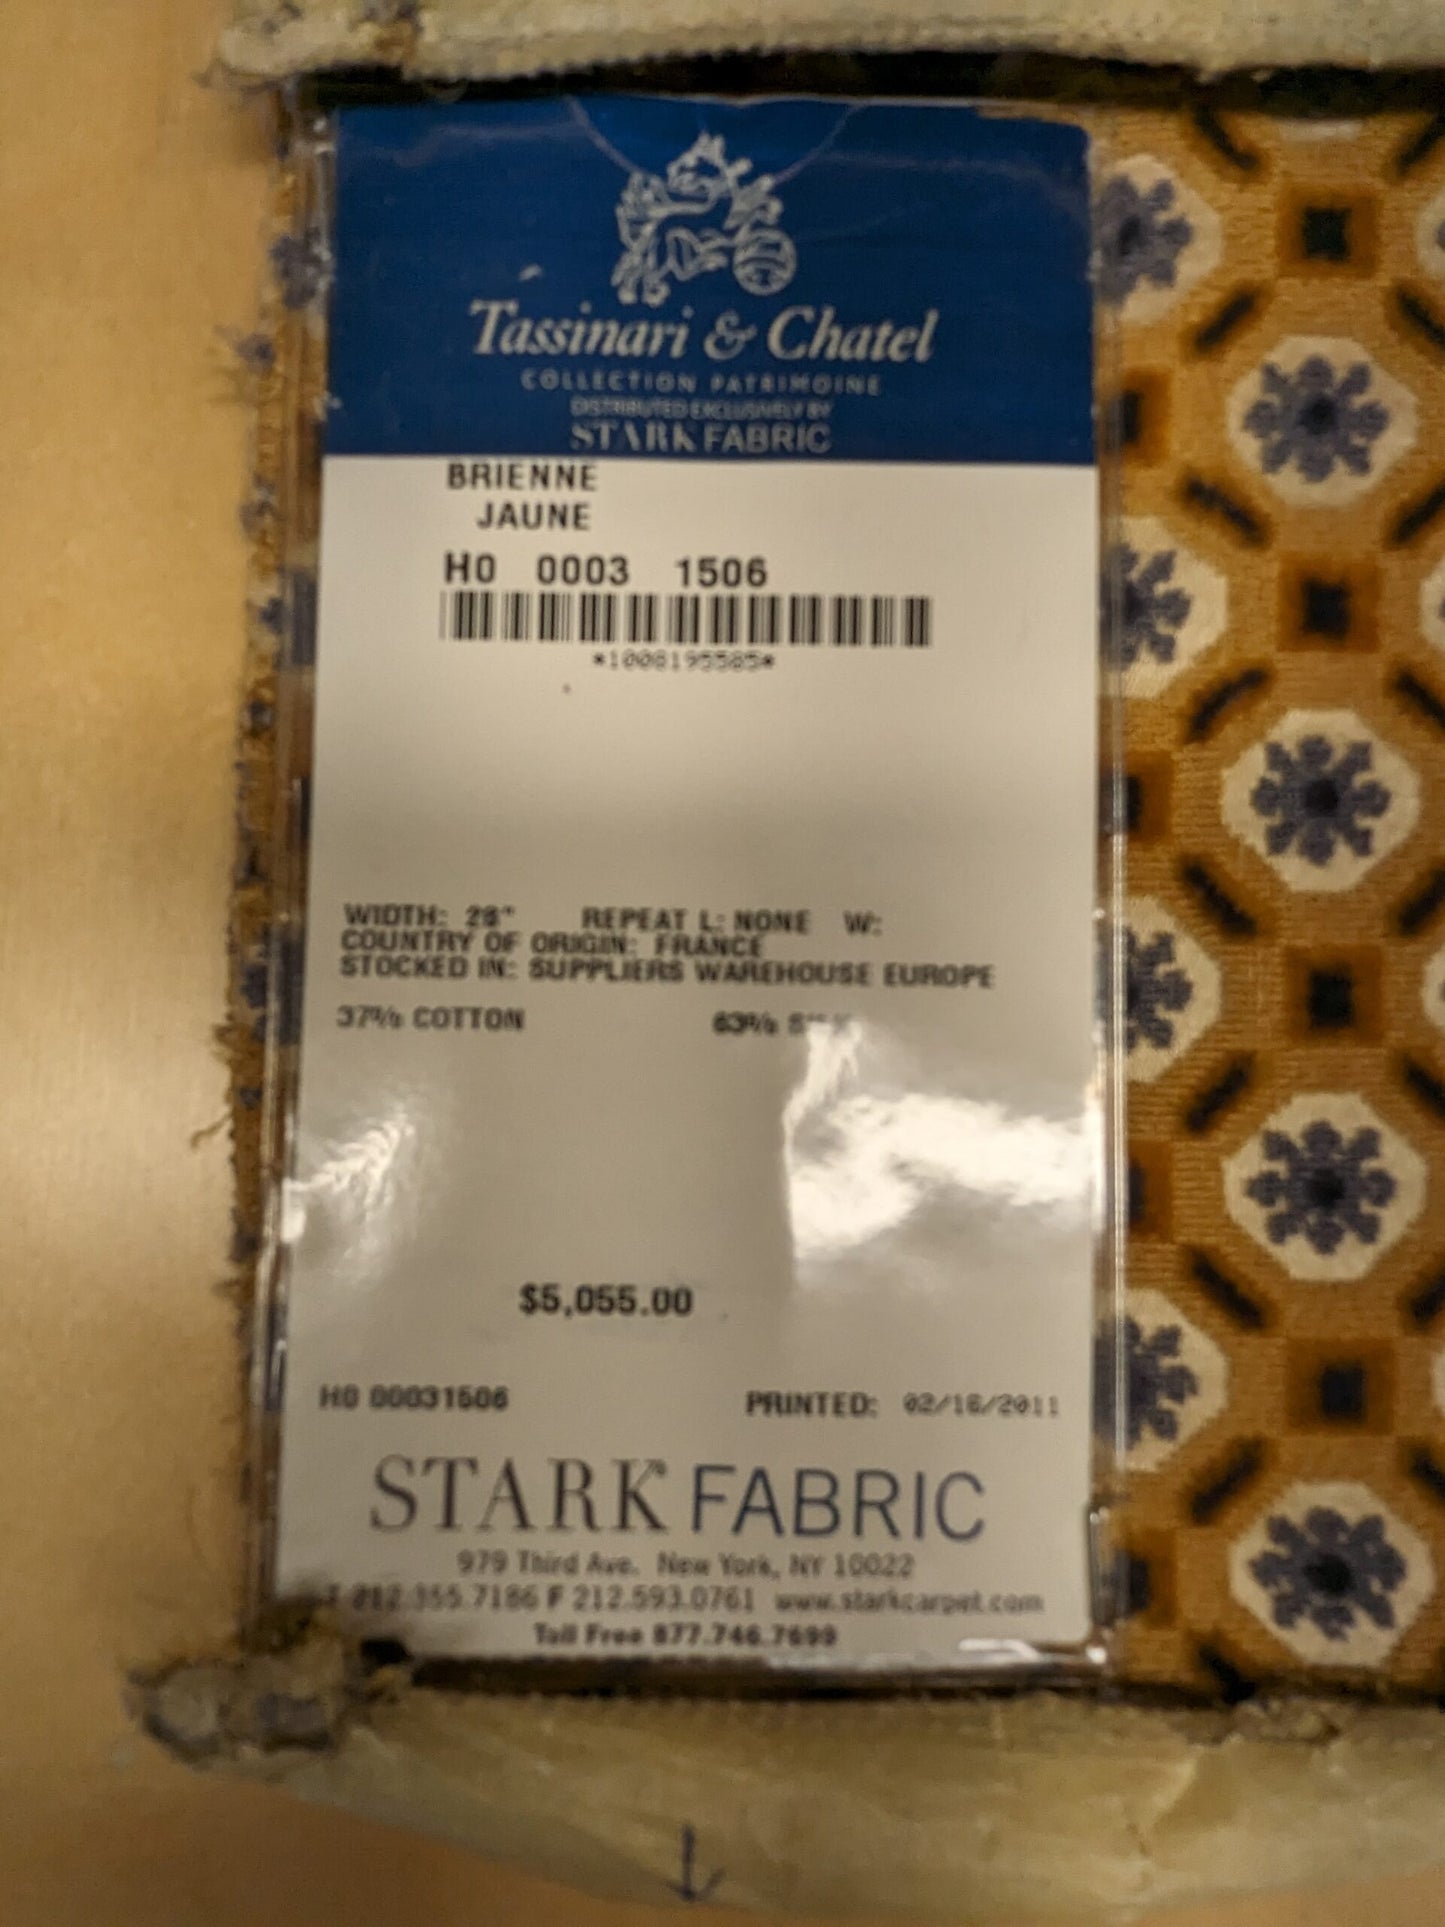 Tassinari & Chatel
COLLECTION PATRIMOINE
DISTRIBUTED EXCLUSIVELY BY
STARK FABRIC
BRIENNE
JAUNE
H0 0003 1506
*1008195585*
WIDTH: 28" REPEAT L: NONE W:
COUNTRY OF ORIGIN: FRANCE
STOCKED IN: SUPPLIERS WAREHOUSE EUROPE
37% COTTON 63% SILK
$5,055.00
H0 00031506 PRINTED: 02/16/2011
STARK FABRIC
979 Third Ave. New York, NY 10022
T 212.355.7186 F 212.593.0761 www.starkcarpet.com
Toll Free 877.746.7699